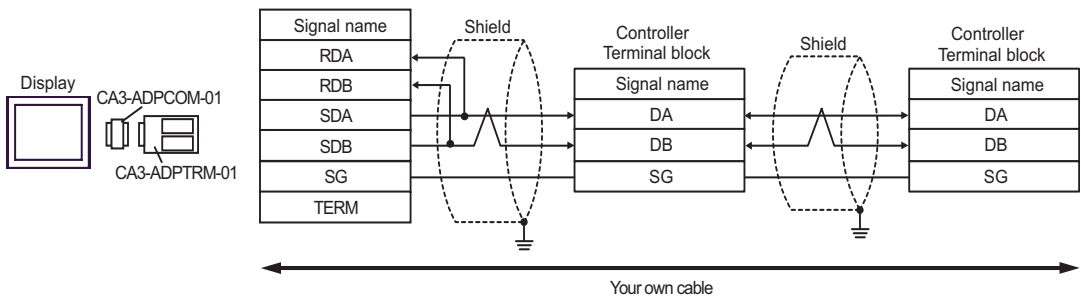 Display
CA3-ADPCOM-01
CA3-ADPTRM-01
Signal name
RDA
RDB
SDA
SDB
SG
TERM
Shield
Controller
Terminal block
Signal name
DA
DB
SG
Shield
Controller
Terminal block
Signal name
DA
DB
SG
Your own cable